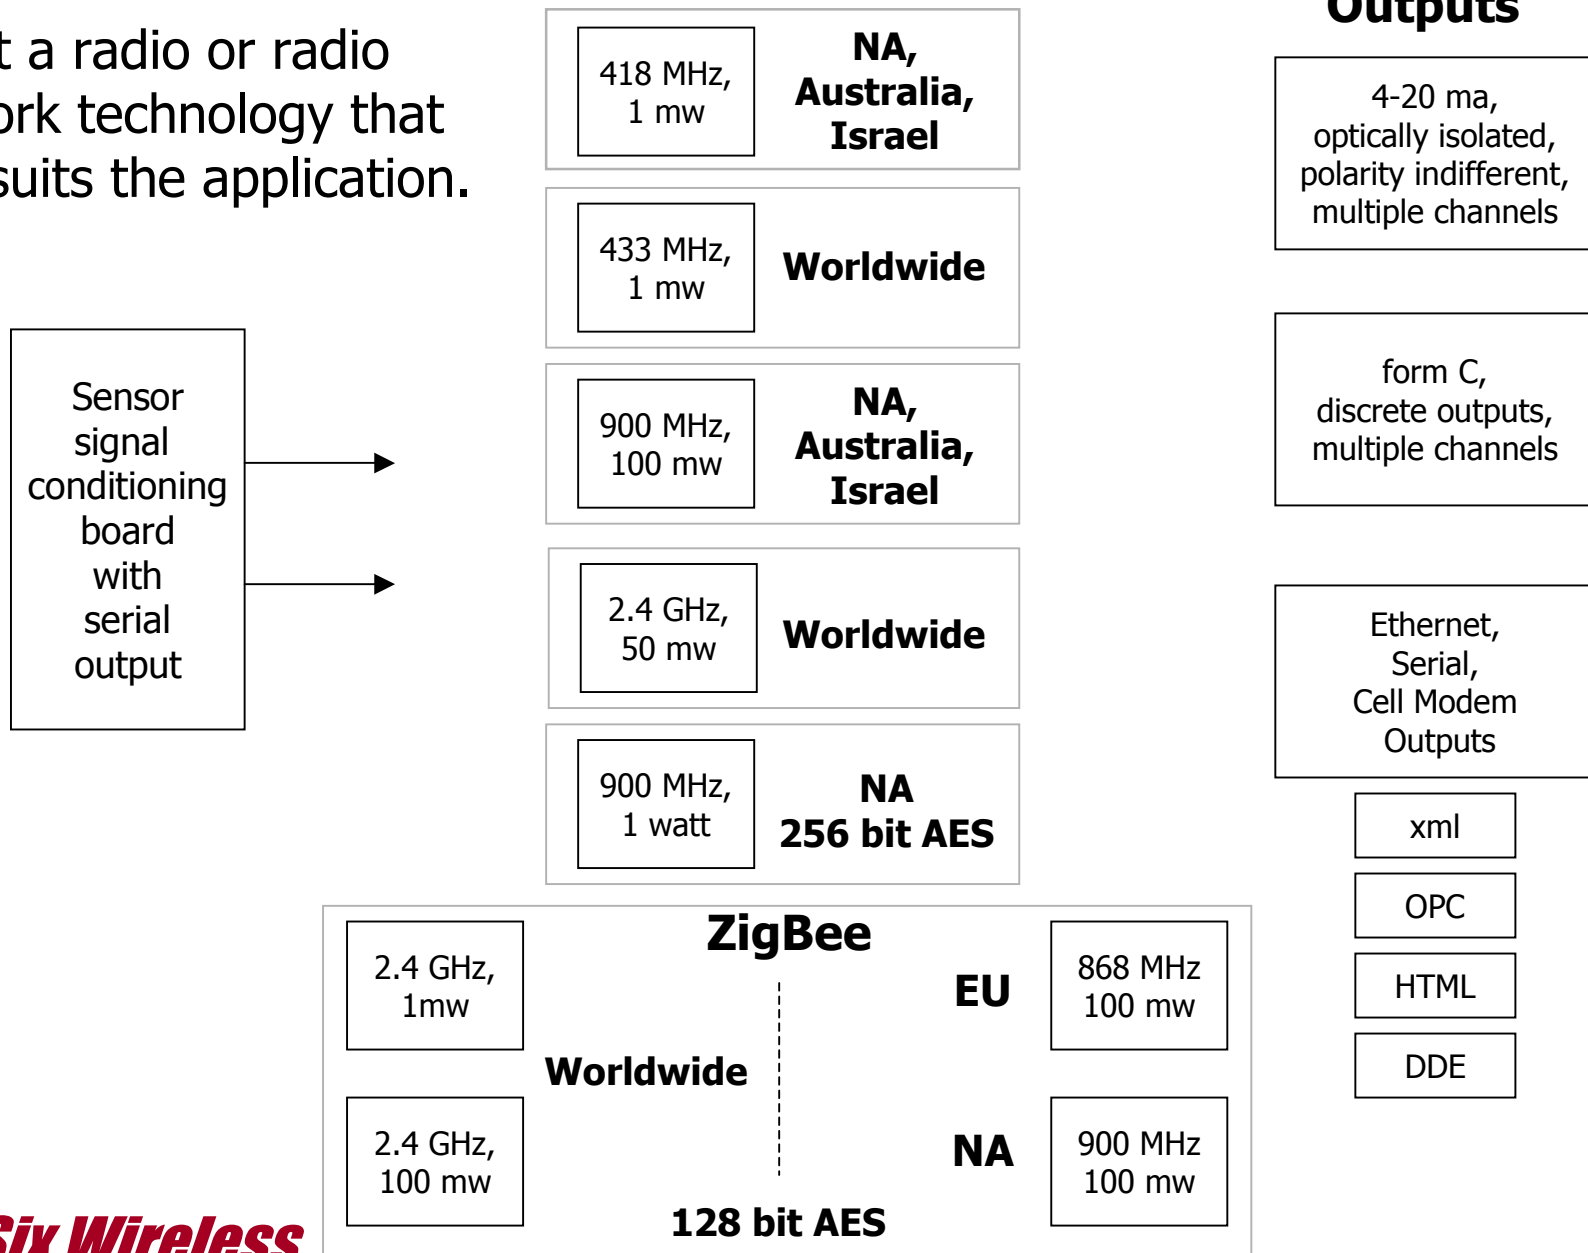 t a radio or radio
ork technology that
suits the application.
Sensor
signal
conditioning
board
with
serial
output
418 MHz,
1 mw
NA,
Australia,
Israel
433 MHz,
1 mw
Worldwide
900 MHz,
100 mw
NA,
Australia,
Israel
2.4 GHz,
50 mw
Worldwide
900 MHz,
1 watt
NA
256 bit AES
ZigBee
2.4 GHz,
1mw
Worldwide
2.4 GHz,
100 mw
EU
868 MHz
100 mw
NA
900 MHz
100 mw
128 bit AES
Outputs
4-20 ma,
optically isolated,
polarity indifferent,
multiple channels
form C,
discrete outputs,
multiple channels
Ethernet,
Serial,
Cell Modem
Outputs
xml
OPC
HTML
DDE
Six Wireless